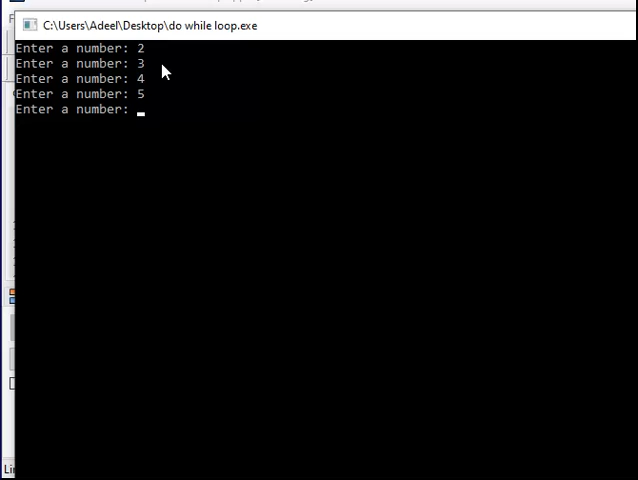 C:\Users\Adeel\Desktop\do while loop.exe
Enter a number: 2
Enter a number: 3
Enter a number: 4
Enter a number: 5
Enter a number: